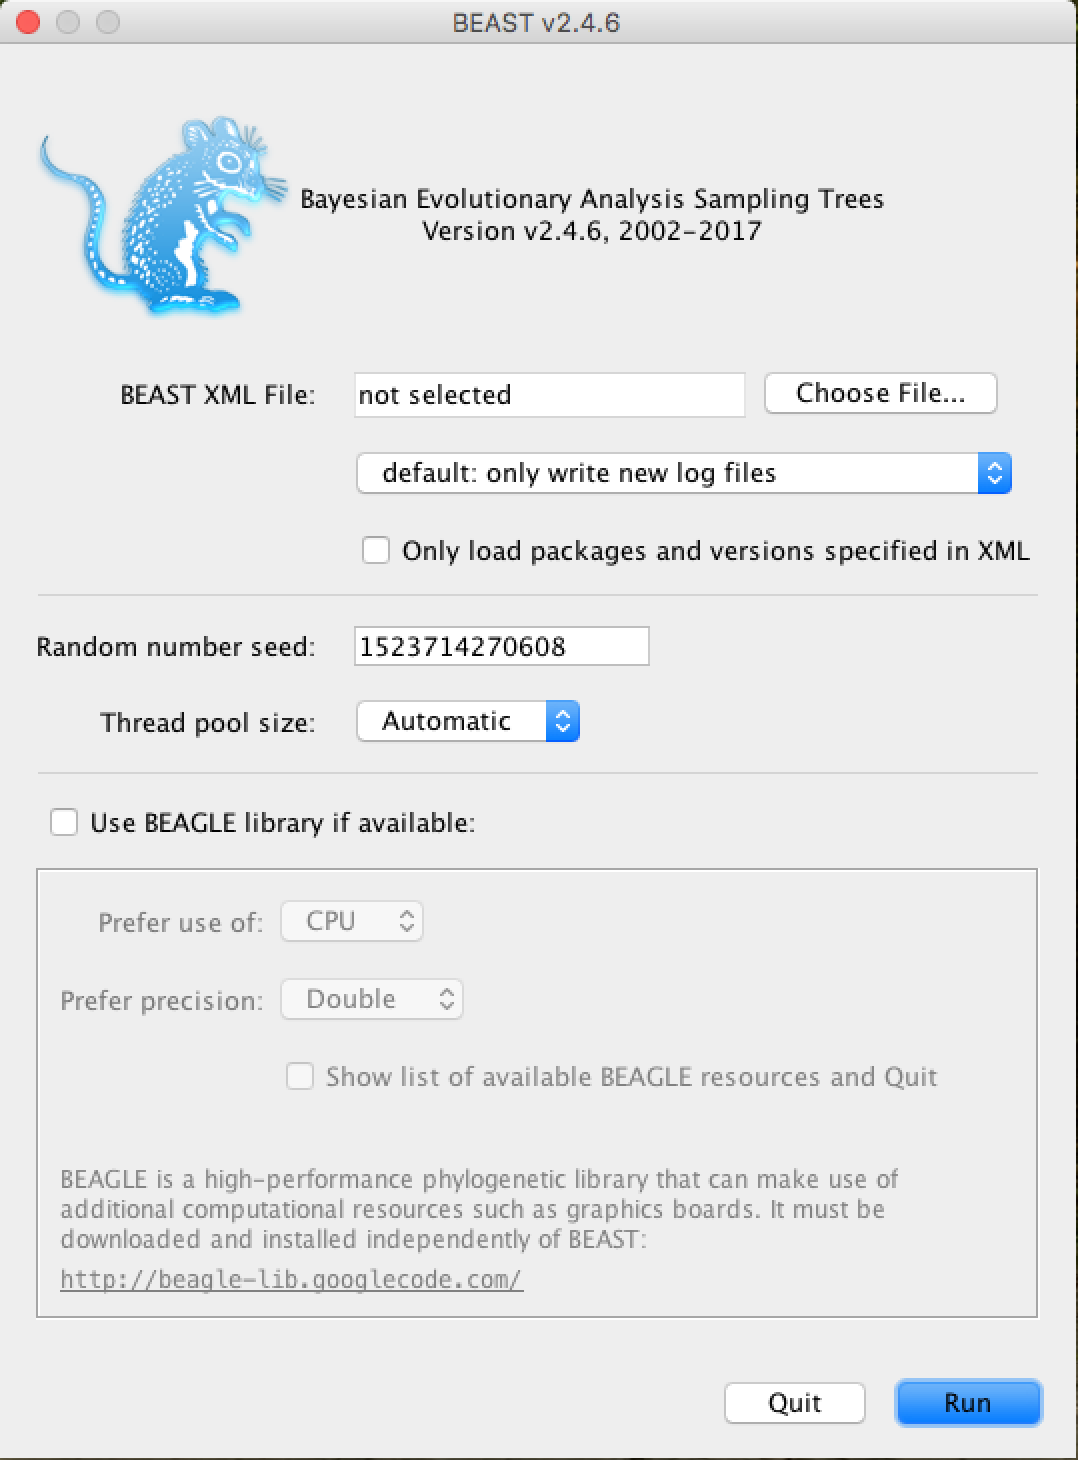 BEAST v2.4.6
Bayesian Evolutionary Analysis Sampling Trees
Version v2.4.6, 2002-2017
BEAST XML File: not selected Choose File...
default: only write new log files
Only load packages and versions specified in XML
Random number seed: 1523714270608
Thread pool size: Automatic
Use BEAGLE library if available:
Prefer use of: CPU
Prefer precision: Double
Show list of available BEAGLE resources and Quit
BEAGLE is a high-performance phylogenetic library that can make use of
additional computational resources such as graphics boards. It must be
downloaded and installed independently of BEAST:
http://beagle-lib.googlecode.com/
Quit Run